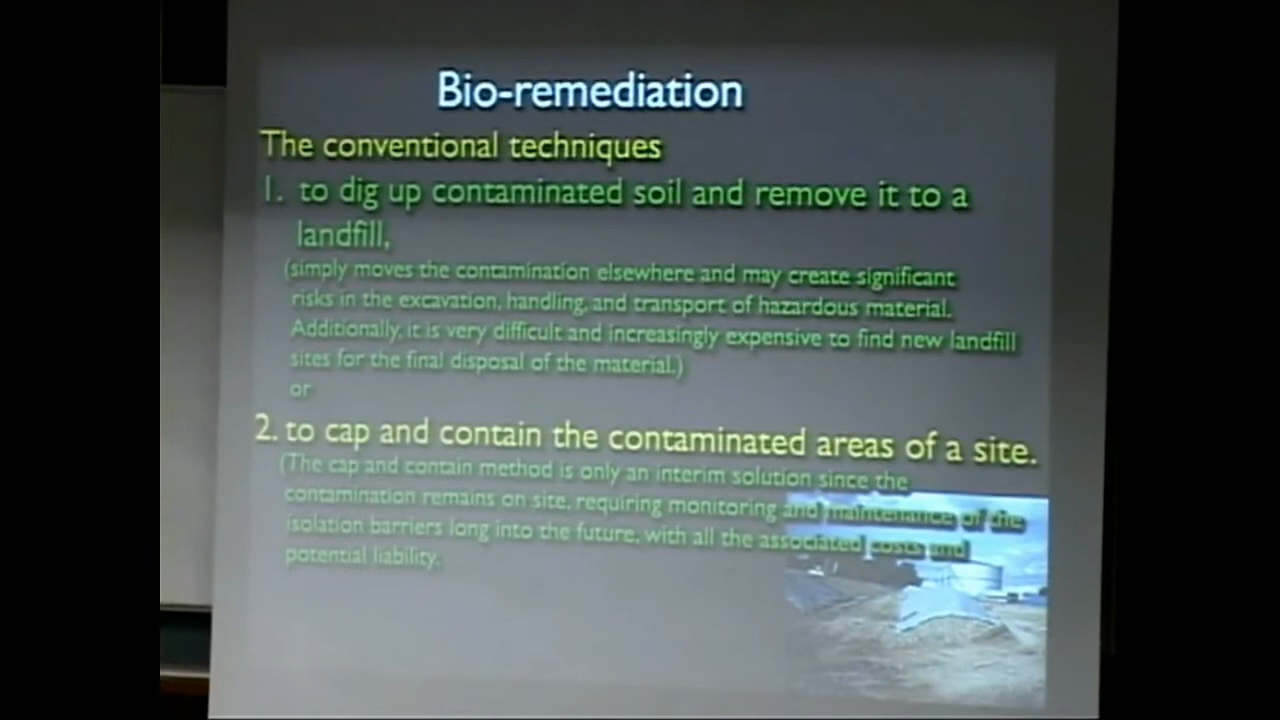 Bio-remediation
The conventional techniques
1. to dig up contaminated soil and remove it to a
landfill,
(simply moves the contamination elsewhere and may create significant
risks in the excavation, handling, and transport of hazardous material.
Additionally, it is very difficult and increasingly expensive to find new landfill
sites for the final disposal of the material.)
or
2. to cap and contain the contaminated areas of a site.
(The cap and contain method is only an interim solution since the
contamination remains on site, requiring monitoring and maintenance of the
isolation barriers long into the future, with all the associated costs and
potential liability.